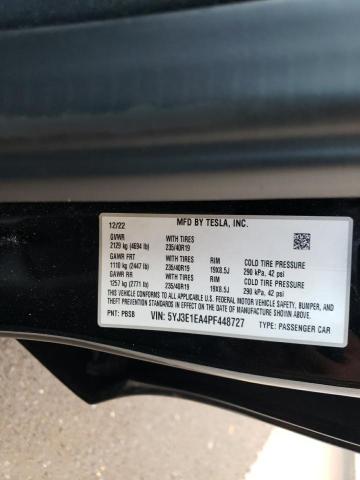 MFD BY TESLA, INC.
12/22
GVWR WITH TIRES
2129 kg (4694 lb) 235/40R19
GAWR FRT WITH TIRES RIM COLD TIRE PRESSURE
1110 kg (2447 lb) 235/40R19 19X8.5J 290 kPa, 42 psi
GAWR RR WITH TIRES RIM COLD TIRE PRESSURE
1257 kg (2771 lb) 235/40R19 19X8.5J 290 kPa, 42 psi
THIS VEHICLE CONFORMS TO ALL APPLICABLE U.S. FEDERAL MOTOR VEHICLE SAFETY, BUMPER, AND
THEFT PREVENTION STANDARDS IN EFFECT ON THE DATE OF MANUFACTURE SHOWN ABOVE.
PNT: PBSB VIN: 5YJ3E1EA4PF448727 TYPE: PASSENGER CAR